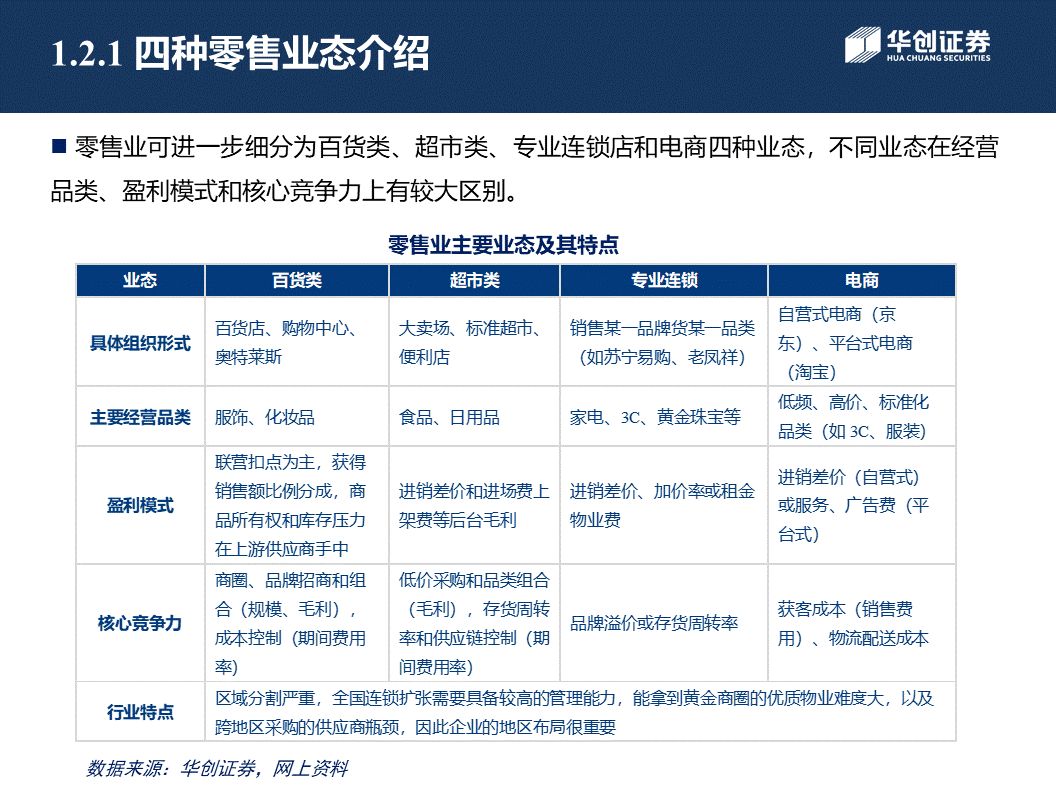 1.2.1 四种零售业态介绍
华创证券
HUA CHUANG SECURITIES
■ 零售业可进一步细分为百货类、超市类、专业连锁店和电商四种业态，不同业态在经营
品类、盈利模式和核心竞争力上有较大区别。
零售业主要业态及其特点
业态 百货类 超市类 专业连锁 电商
具体组织形式
百货店、购物中心、
奥特莱斯
大卖场、标准超市、
便利店
销售某一品牌货某一品类
（如苏宁易购、老凤祥）
自营式电商（京
东）、平台式电商
（淘宝）
主要经营品类
服饰、化妆品
食品、日用品
家电、3C、黄金珠宝等
低频、高价、标准化
品类（如 3C、服装）
盈利模式
联营扣点为主，获得
销售额比例分成，商
品所有权和库存压力
在上游供应商手中
进销差价和进场费上
架费等后台毛利
进销差价、加价率或租金
物业费
进销差价（自营式）
或服务、广告费（平
台式）
核心竞争力
商圈、品牌招商和组
合（规模、毛利），
成本控制（期间费用
率）
低价采购和品类组合
（毛利），存货周转
率和供应链控制（期
间费用率）
品牌溢价或存货周转率
获客成本（销售费
用）、物流配送成本
行业特点
区域分割严重，全国连锁扩张需要具备较高的管理能力，能拿到黄金商圈的优质物业难度大，以及
跨地区采购的供应商瓶颈，因此企业的地区布局很重要
数据来源：华创证券，网上资料